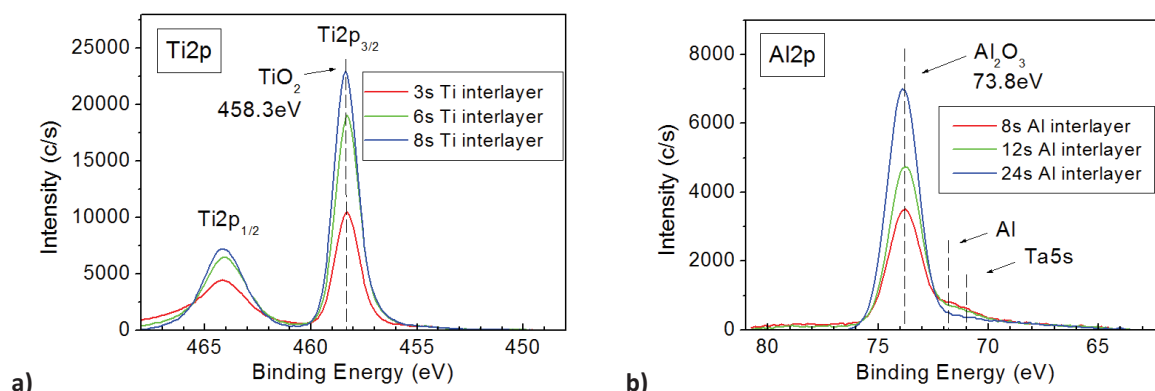 Ti2p
Ti2p3/2
TiO2
458.3eV
3s Ti interlayer
6s Ti interlayer
8s Ti interlayer
Ti2p1/2
25000
20000
15000
10000
5000
0
Intensity (c/s)
465 460 455 450
Binding Energy (eV)
a)
Al2p
Al2O3
73.8eV
8s Al interlayer
12s Al interlayer
24s Al interlayer
Al
Ta5s
8000
6000
4000
2000
0
Intensity (c/s)
80 75 70 65
Binding Energy (eV)
b)